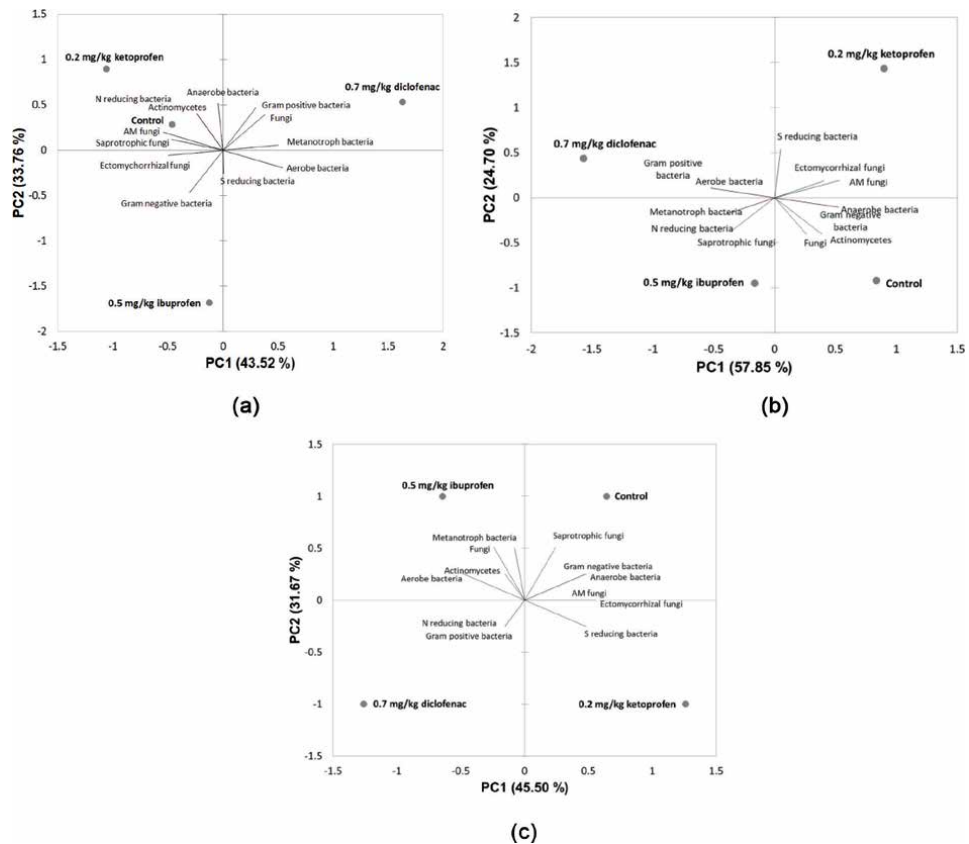 1.5
0.2 mg/kg ketoprofen
1
0.7 mg/kg diclofenac
Anaerobe bacteria
N reducing bacteria
Gram positive bacteria
0.5
Actinomycetes
Fungi
Control
AM fungi
Saprotrophic fungi
Metanotroph bacteria
0
Ectomychorrhizal fungi
Aerobe bacteria
S reducing bacteria
Gram negative bacteria
-0.5
-1
0.5 mg/kg ibuprofen
-1.5
-2
PC2 (33.76 %)
-1.5 -1 -0.5 0 0.5 1 1.5 2
PC1 (43.52 %)
(a)
2
0.2 mg/kg ketoprofen
1.5
1
S reducing bacteria
0.7 mg/kg diclofenac
0.5
Gram positive
bacteria
Ectomycorrhizal fungi
Aerobe bacteria
AM fungi
0
Metanotroph bacteria
Anaerobe bacteria
Gram negative
bacteria
N reducing bacteria
Saprotrophic fungi
Fungi
Actinomycetes
-0.5
0.5 mg/kg ibuprofen
Control
-1
-1.5
PC2 (24.70 %)
-2 -1.5 -1 -0.5 0 0.5 1 1.5
PC1 (57.85 %)
(b)
1.5
0.5 mg/kg ibuprofen
Control
1
Metanotroph bacteria
Saprotrophic fungi
Fungi
0.5
Actinomycetes
Gram negative bacteria
Aerobe bacteria
Anaerobe bacteria
AM fungi
0
Ectomycorrhizal fungi
N reducing bacteria
Gram positive bacteria
S reducing bacteria
-0.5
0.7 mg/kg diclofenac
0.2 mg/kg ketoprofen
-1
-1.5
PC2 (31.67 %)
-1.5 -1 -0.5 0 0.5 1 1.5
PC1 (45.50 %)
(c)